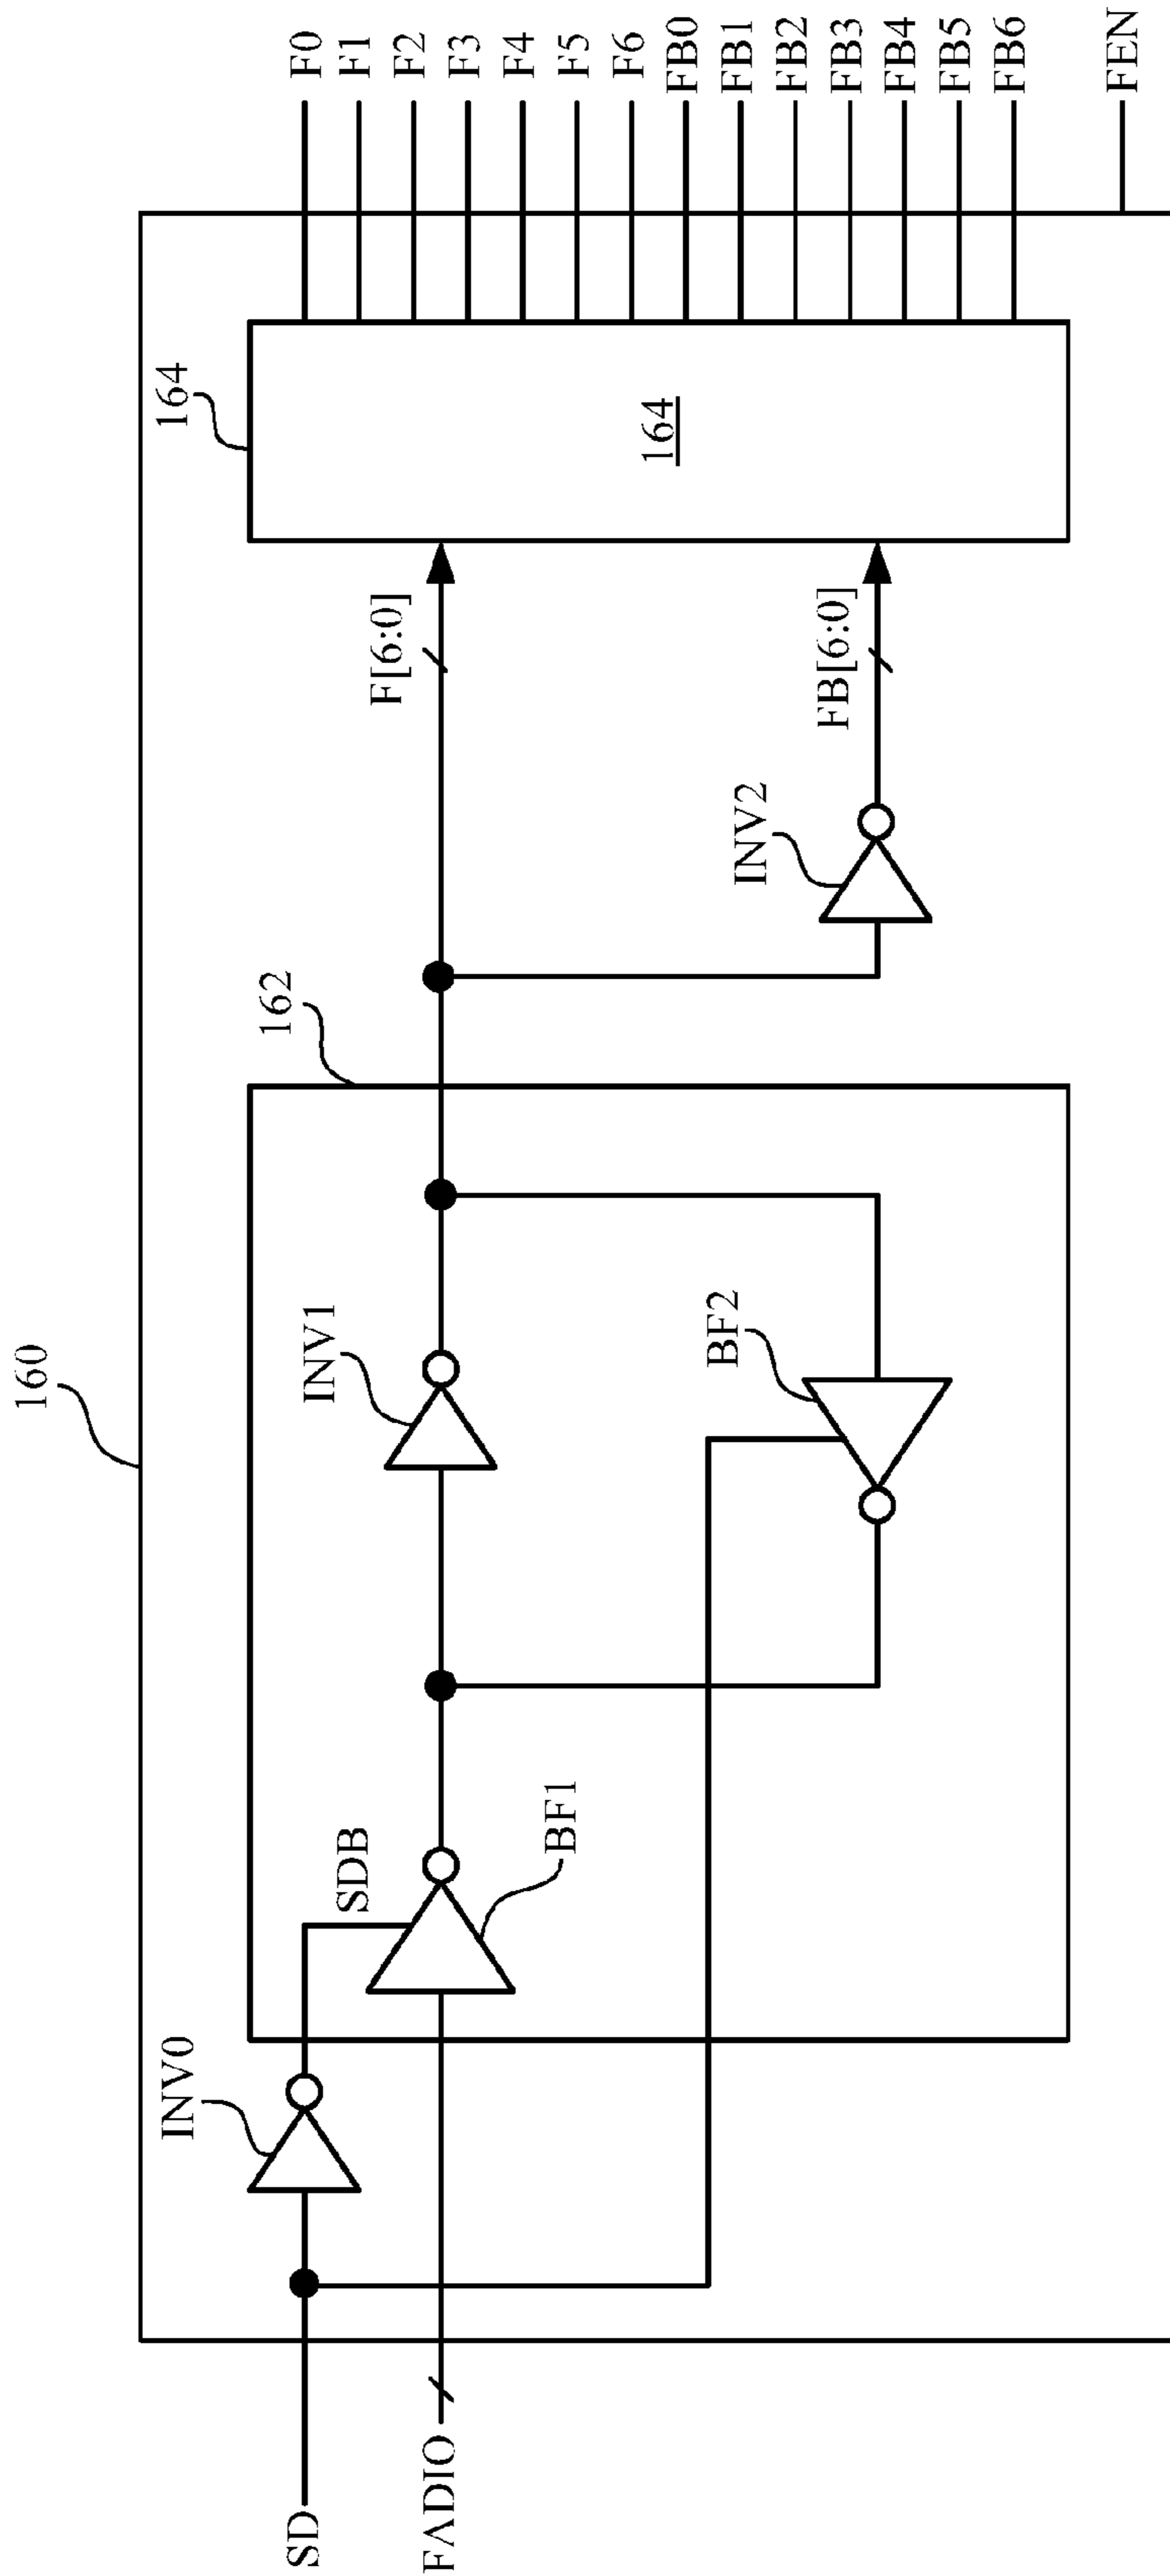 160
INV0
162
164
SD
SDB
INV1
F[6:0]
F0
F1
F2
F3
F4
F5
F6
FB0
FB1
FB2
FB3
FB4
FB5
FB6
FADIO
BF1
164
BF2
INV2
FB[6:0]
FEN